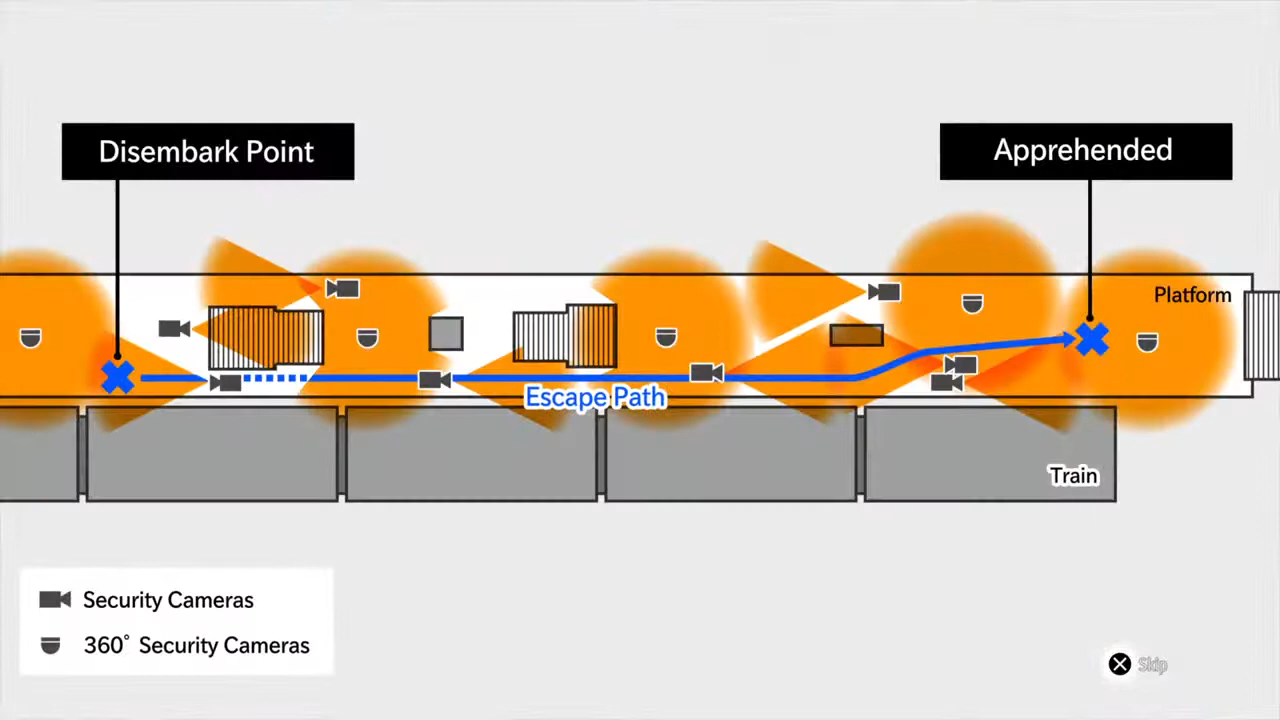 Disembark Point
Apprehended
Platform
Escape Path
Train
Security Cameras
360° Security Cameras
Skip